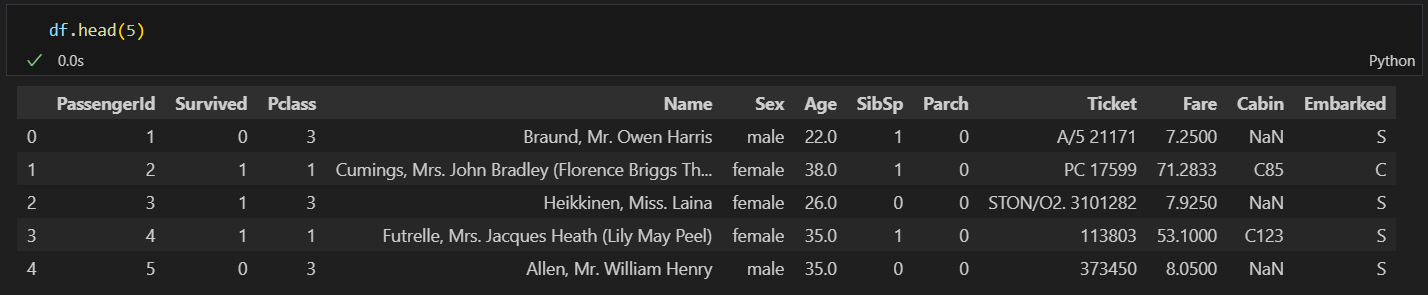 df.head(5)
0.0s Python
PassengerId Survived Pclass Name Sex Age SibSp Parch Ticket Fare Cabin Embarked
0 1 0 3 Braund, Mr. Owen Harris male 22.0 1 0 A/5 21171 7.2500 NaN S
1 2 1 1 Cumings, Mrs. John Bradley (Florence Briggs Th... female 38.0 1 0 PC 17599 71.2833 C85 C
2 3 1 3 Heikkinen, Miss. Laina female 26.0 0 0 STON/O2. 3101282 7.9250 NaN S
3 4 1 1 Futrelle, Mrs. Jacques Heath (Lily May Peel) female 35.0 1 0 113803 53.1000 C123 S
4 5 0 3 Allen, Mr. William Henry male 35.0 0 0 373450 8.0500 NaN S